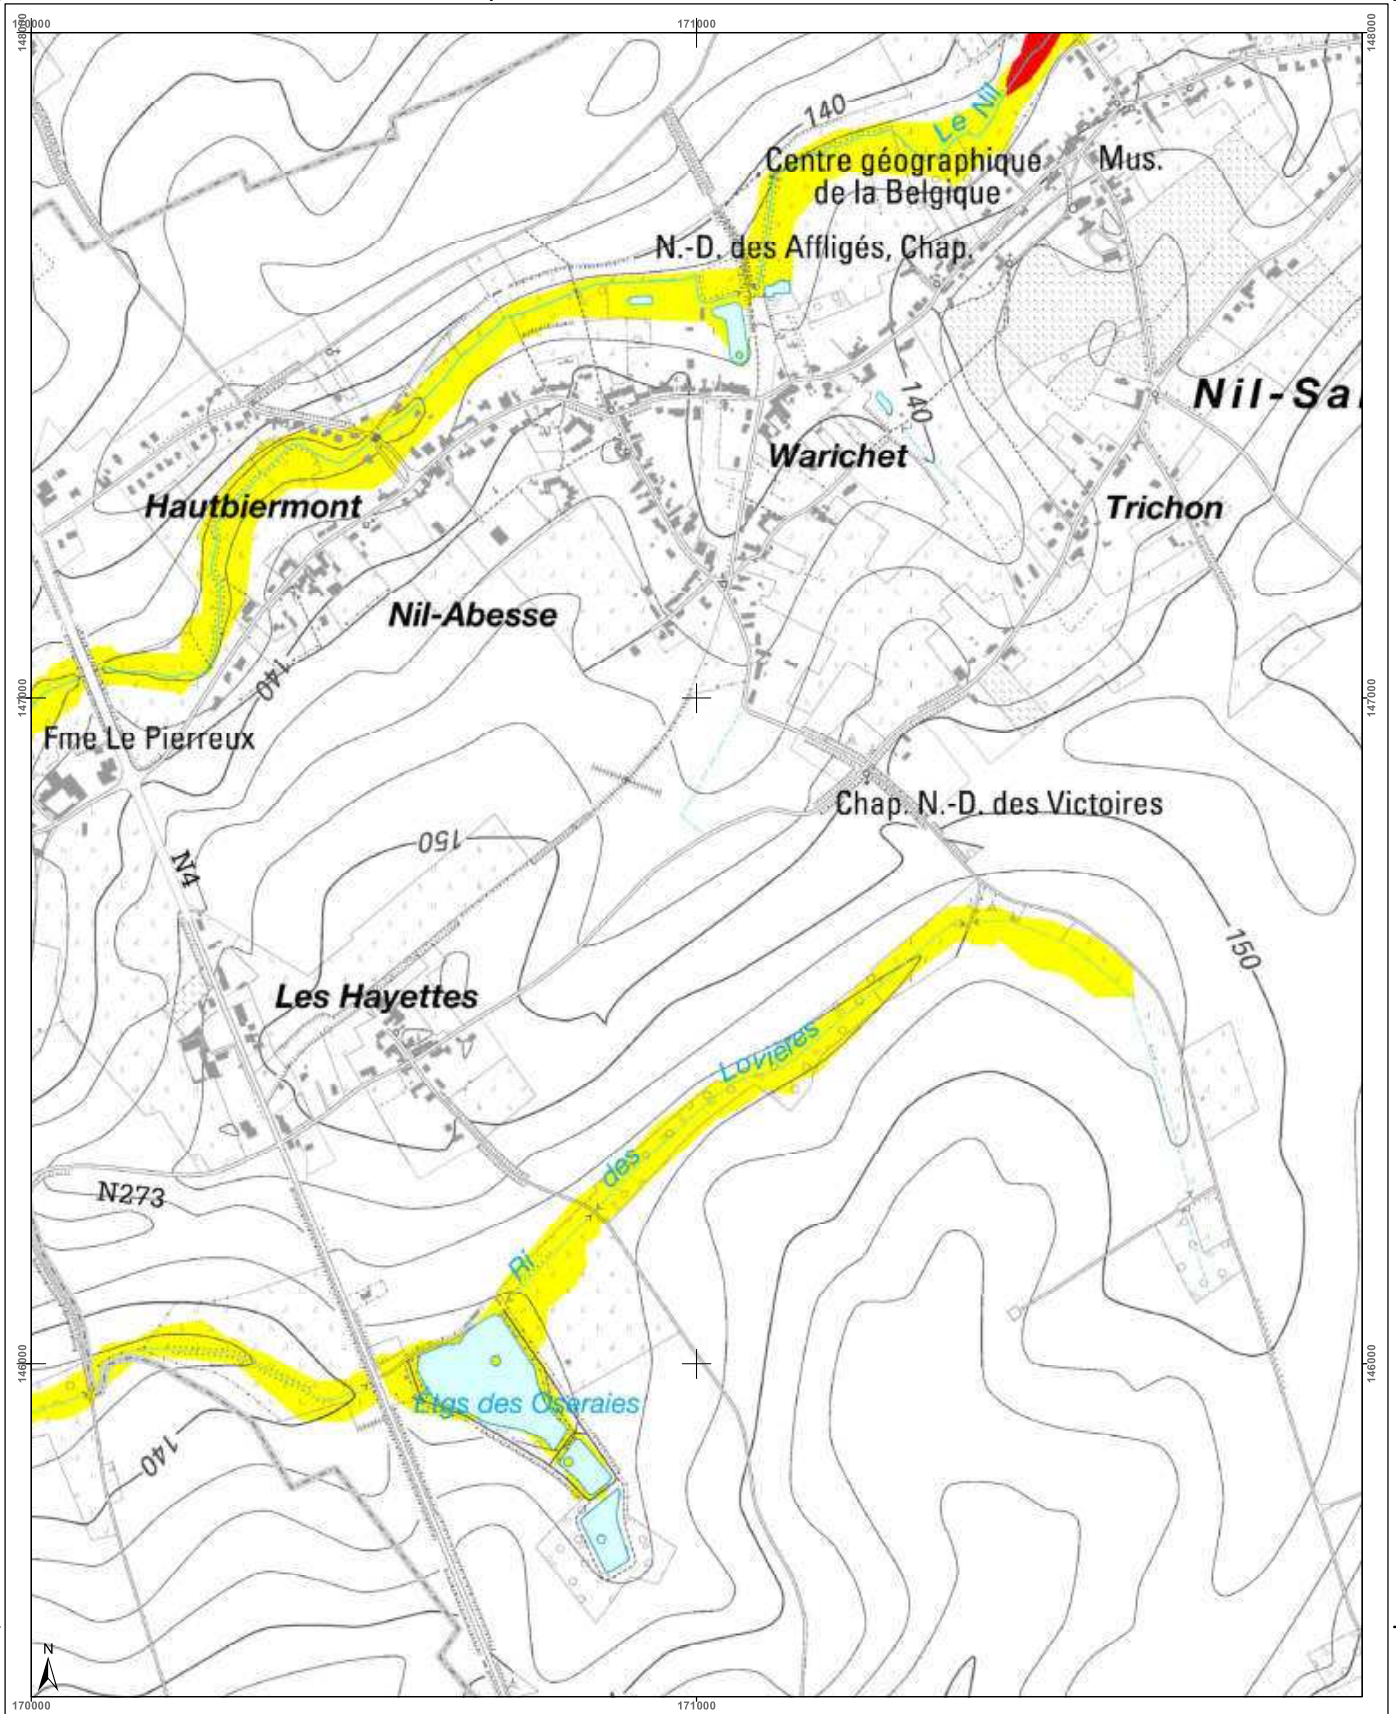 170000
171000
148000
148000
140
Le Nil
Centre géographique
de la Belgique
Mus.
N.-D. des Affligés, Chap.
140
Nil-Sa
Warichet
Hautbiermont
Trichon
Nil-Abesse
140
147000
147000
Fme Le Pierreux
Chap. N.-D. des Victoires
150
N4
150
Les Hayettes
Ri des Lovières
N273
146000
146000
Etgs des Oseraies
140
N
170000
171000